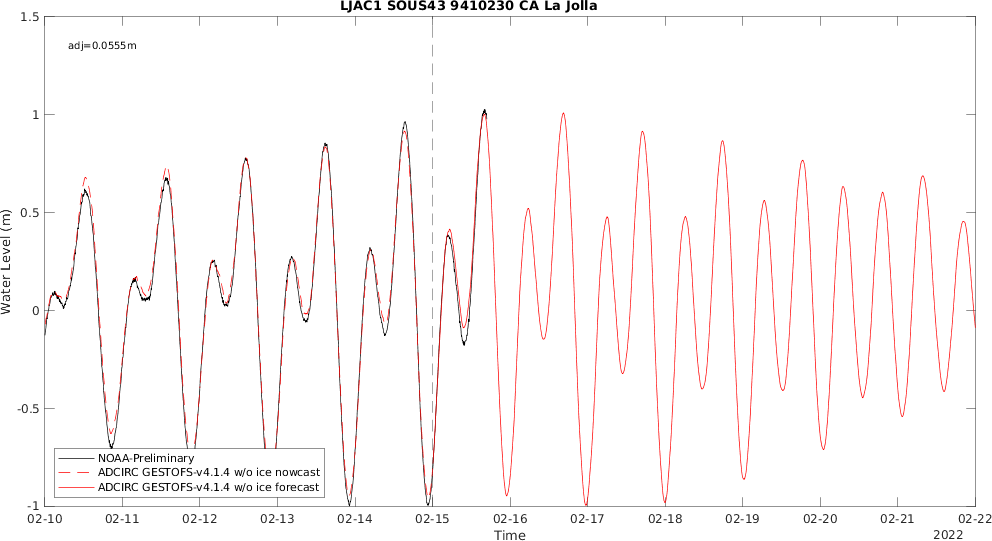 LJAC1 SOUS43 9410230 CA La Jolla
1.5
adj=0.0555m
1
0.5
0
-0.5
-1
Water Level (m)
NOAA-Preliminary
ADCIRC GESTOFS-v4.1.4 w/o ice nowcast
ADCIRC GESTOFS-v4.1.4 w/o ice forecast
02-10 02-11 02-12 02-13 02-14 02-15 02-16 02-17 02-18 02-19 02-20 02-21 02-22
Time
2022